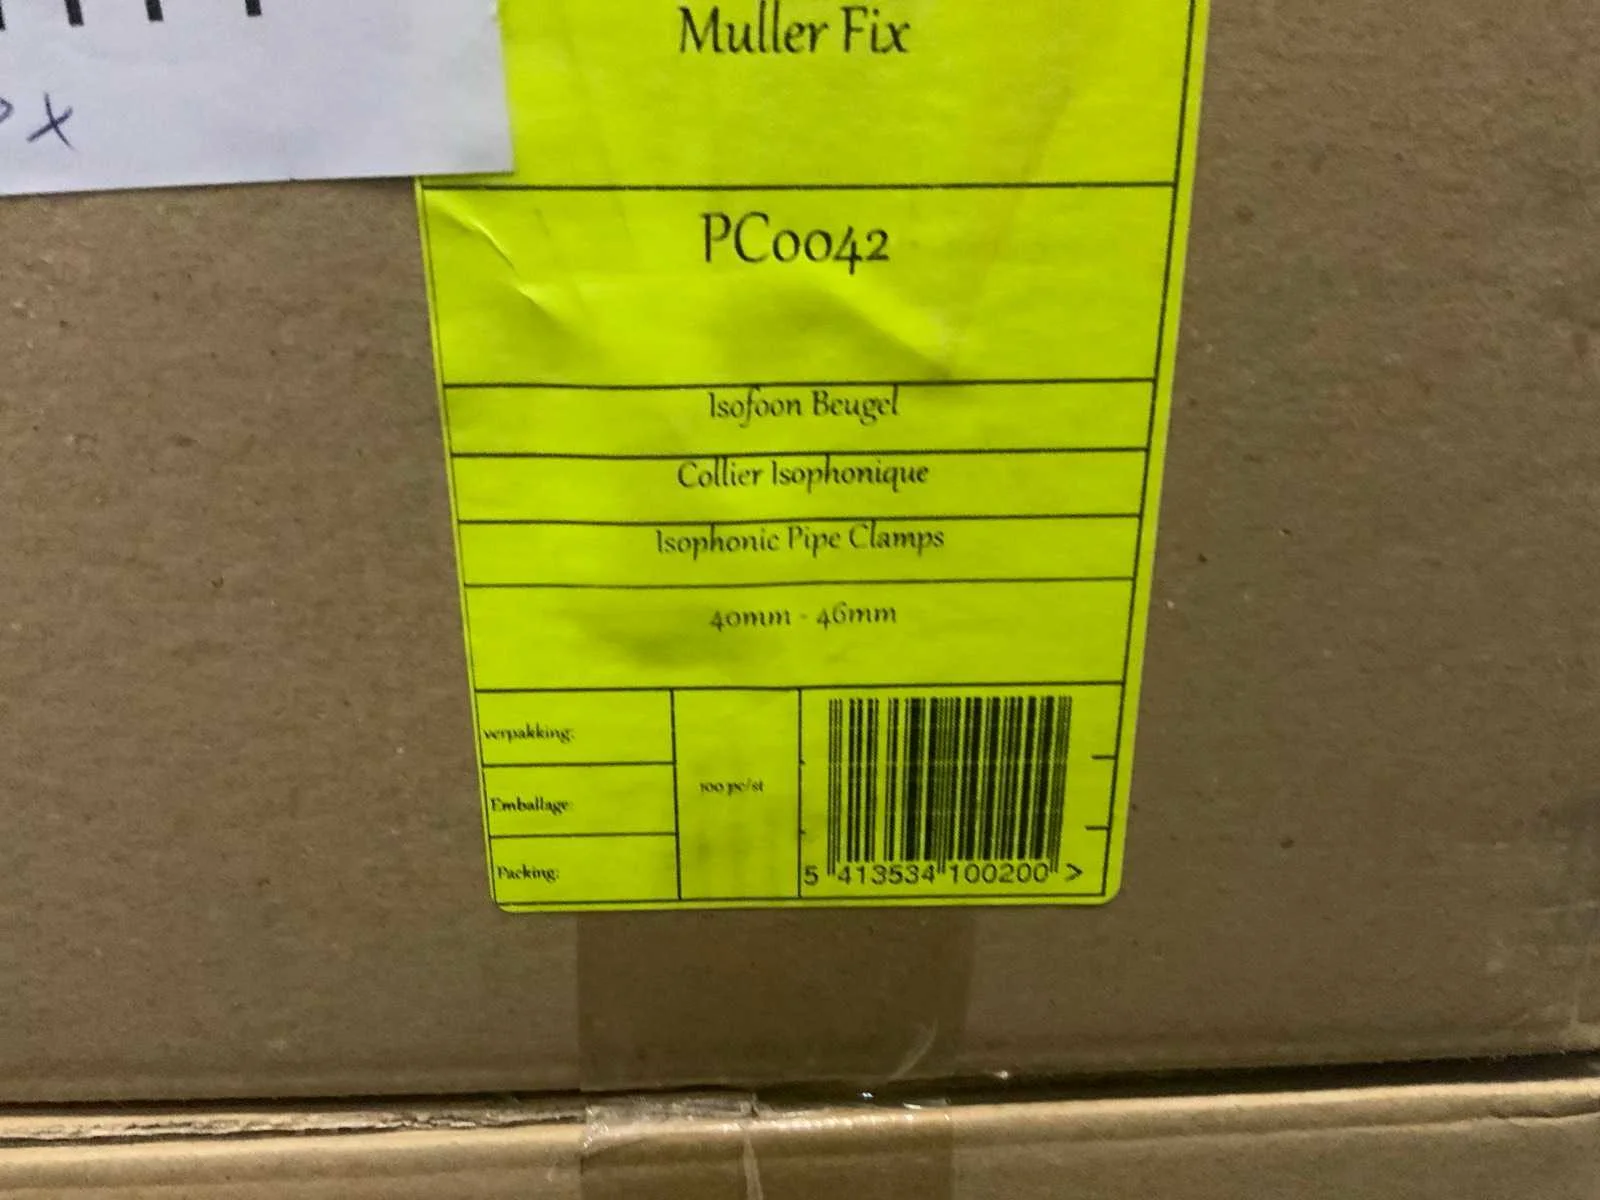 Muller Fix
x
PC0042
Isofoon Beugel
Collier Isophonique
Isophonic Pipe Clamps
40mm - 46mm
verpakking:
Emballage:
Packing:
100 pc/st
5 413534 100200 >